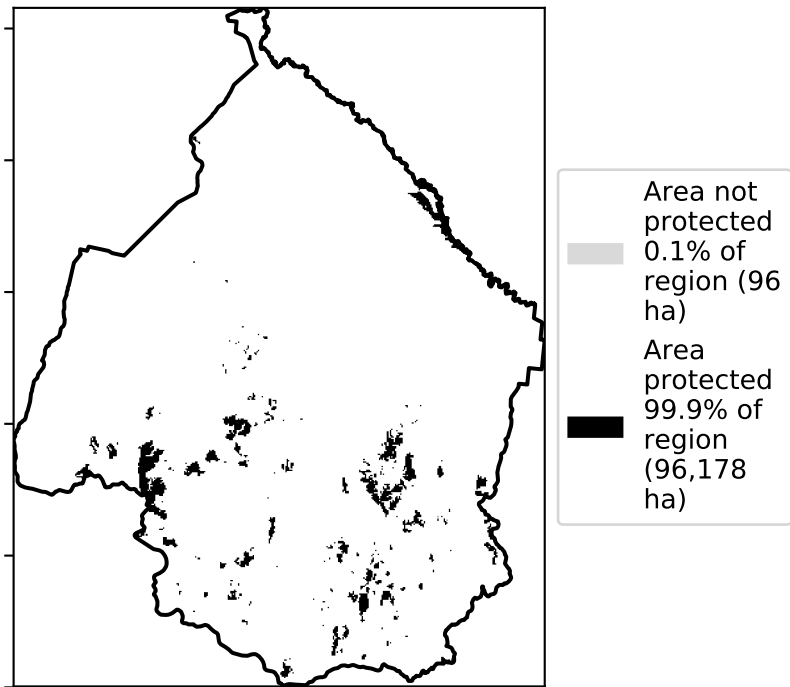 Area not
protected
0.1% of
region (96
ha)
Area
protected
99.9% of
region
(96,178
ha)